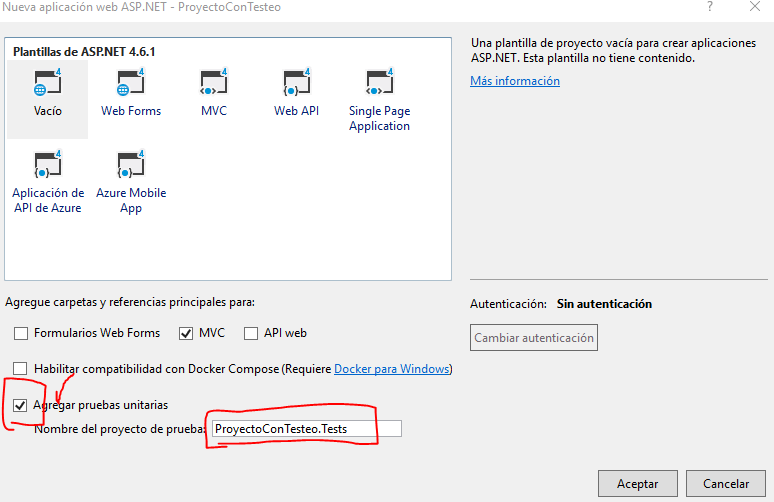 Nueva aplicación web ASP.NET - ProyectoConTesteo
? ×
Plantillas de ASP.NET 4.6.1
Vacío
Web Forms
MVC
Web API
Single Page
Application
Aplicación de
API de Azure
Azure Mobile
App
Una plantilla de proyecto vacía para crear aplicaciones
ASP.NET. Esta plantilla no tiene contenido.
Más información
Agregue carpetas y referencias principales para:
Formularios Web Forms
MVC
API web
Habilitar compatibilidad con Docker Compose (Requiere Docker para Windows)
Agregar pruebas unitarias
Nombre del proyecto de prueba:
ProyectoConTesteo.Tests
Autenticación: Sin autenticación
Cambiar autenticación
Aceptar
Cancelar